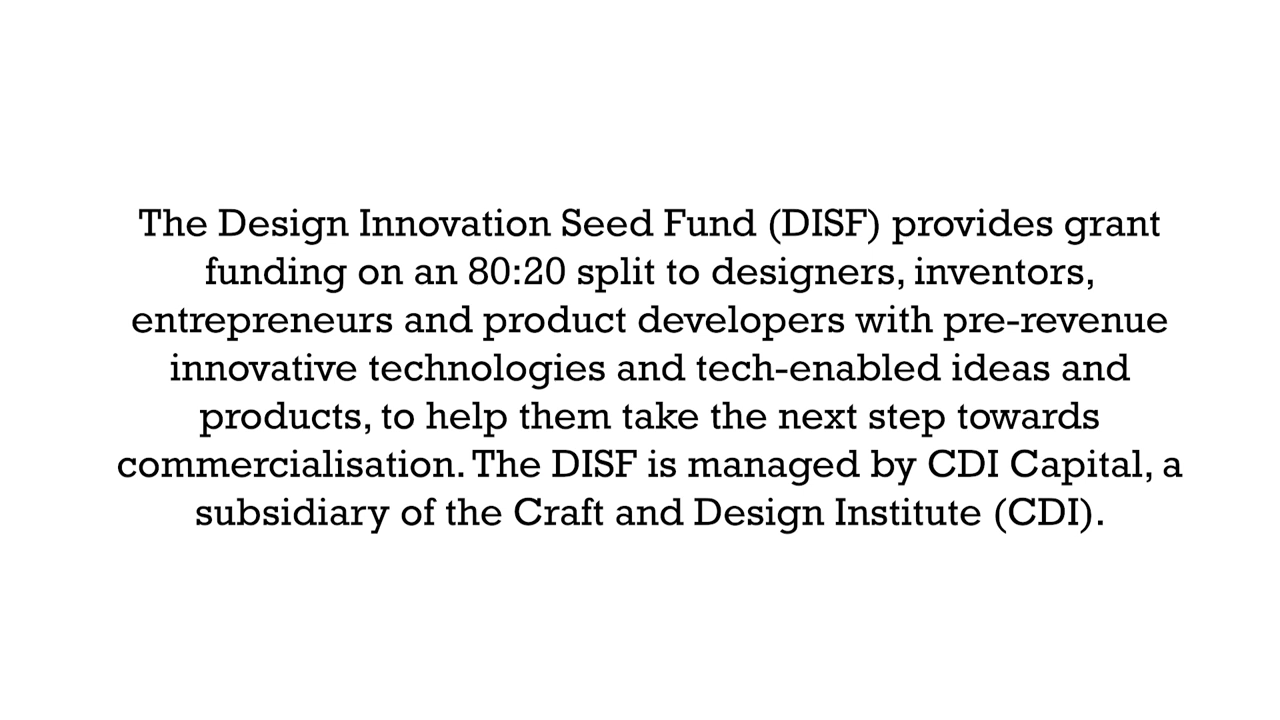 The Design Innovation Seed Fund (DISF) provides grant
funding on an 80:20 split to designers, inventors,
entrepreneurs and product developers with pre-revenue
innovative technologies and tech-enabled ideas and
products, to help them take the next step towards
commercialisation. The DISF is managed by CDI Capital, a
subsidiary of the Craft and Design Institute (CDI).